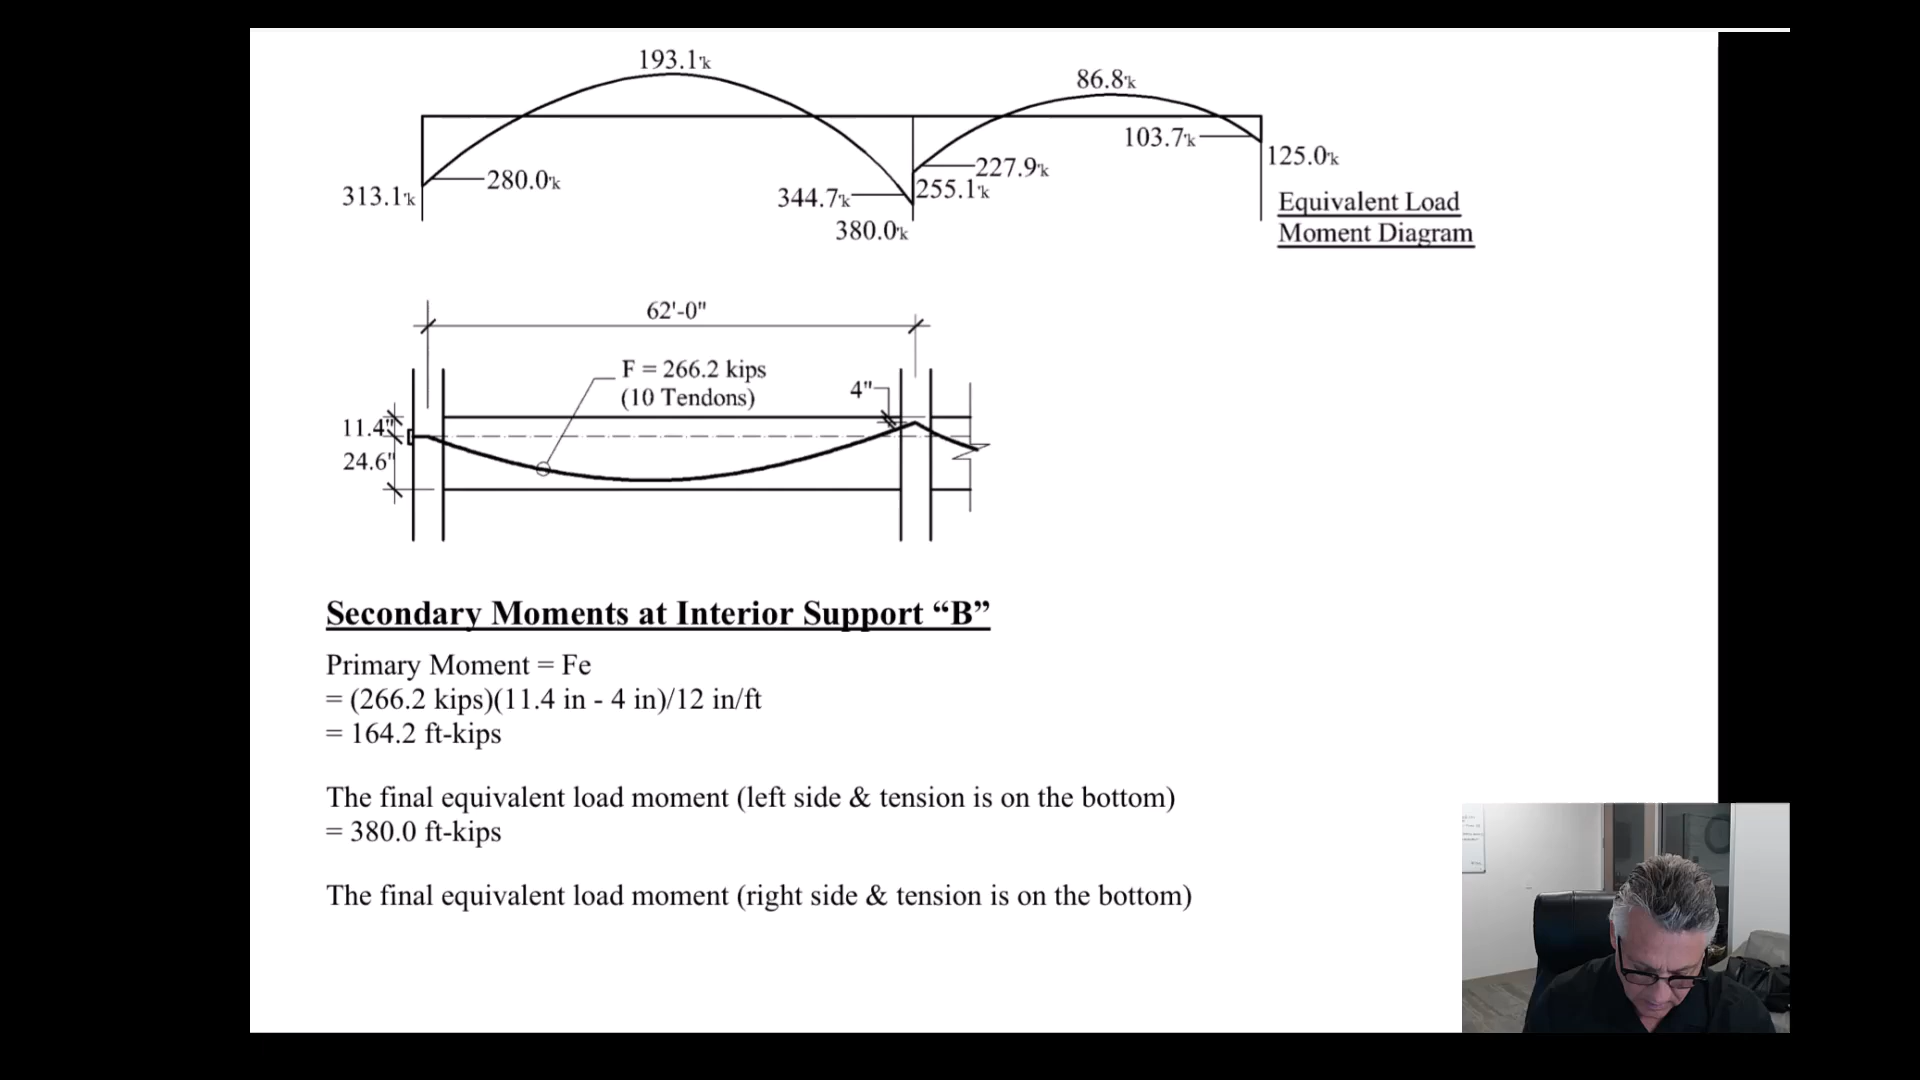 193.1'k
86.8'k
103.7'k
125.0'k
227.9'k
280.0'k
313.1'k
344.7'k
255.1'k
380.0'k
Equivalent Load
Moment Diagram
62'-0"
F = 266.2 kips
(10 Tendons)
4"
11.4"
24.6"
Secondary Moments at Interior Support “B”
Primary Moment = Fe
= (266.2 kips)(11.4 in - 4 in)/12 in/ft
= 164.2 ft-kips
The final equivalent load moment (left side & tension is on the bottom)
= 380.0 ft-kips
The final equivalent load moment (right side & tension is on the bottom)